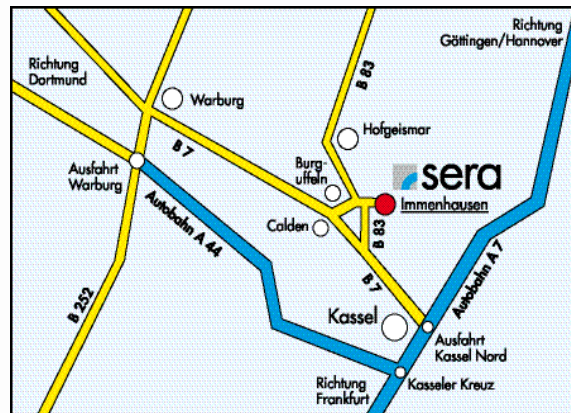 Richtung
Göttingen/Hannover
Richtung
Dortmund
B 83
Warburg
Hofgeismar
B 7
Burg-
uffeln
sera
Immenhausen
Ausfahrt
Warburg
Calden
B 83
Autobahn A 44
Autobahn A 7
B 7
B 252
Kassel
Ausfahrt
Kassel Nord
Richtung
Frankfurt
Kasseler Kreuz